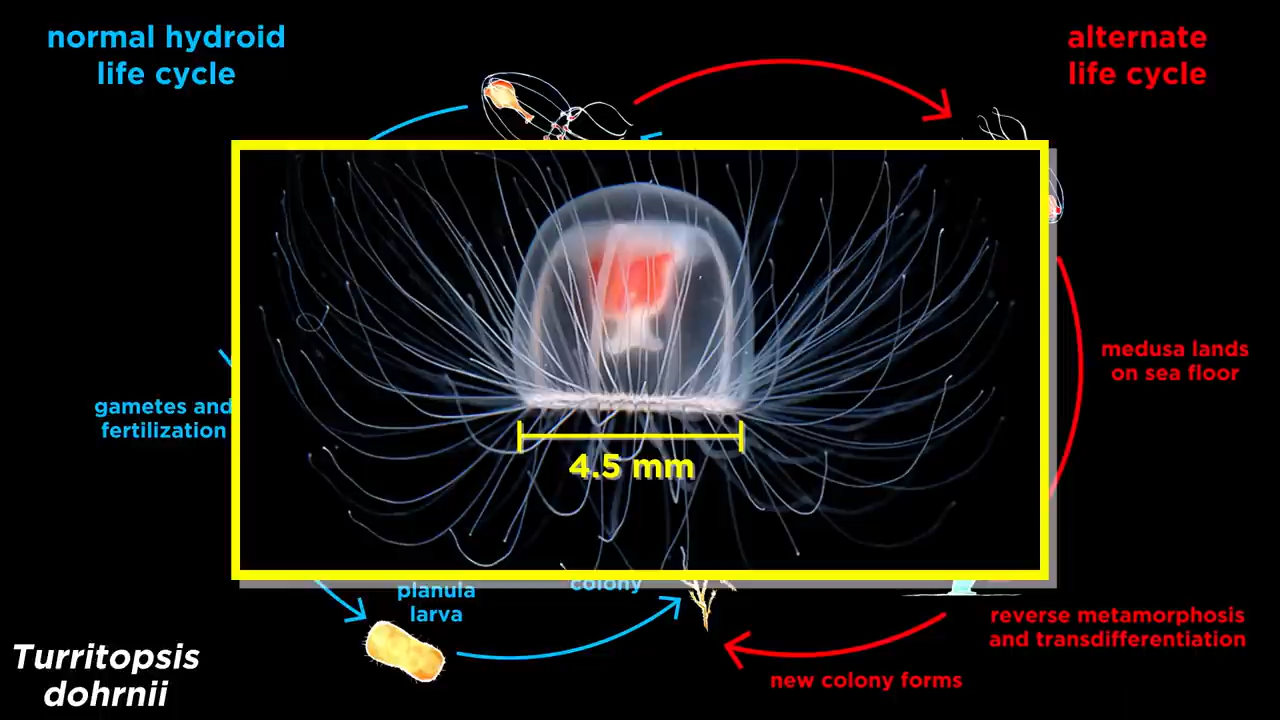 normal hydroid
life cycle
alternate
life cycle
medusa lands
on sea floor
gametes and
fertilization
4.5 mm
colony
planula
larva
reverse metamorphosis
and transdifferentiation
new colony forms
Turritopsis
dohrnii